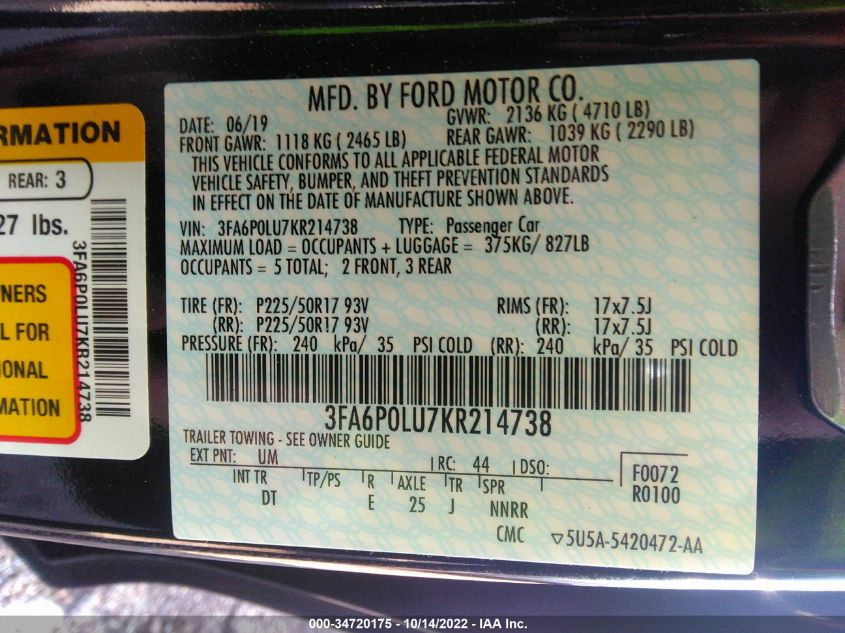 RMATION
REAR: 3
27 lbs.
NERS
L FOR
IONAL
MATION
3FA6P0LU7KR214738
MFD. BY FORD MOTOR CO.
DATE: 06/19 GVWR: 2136 KG ( 4710 LB)
FRONT GAWR: 1118 KG ( 2465 LB) REAR GAWR: 1039 KG ( 2290 LB)
THIS VEHICLE CONFORMS TO ALL APPLICABLE FEDERAL MOTOR
VEHICLE SAFETY, BUMPER, AND THEFT PREVENTION STANDARDS
IN EFFECT ON THE DATE OF MANUFACTURE SHOWN ABOVE.
VIN: 3FA6P0LU7KR214738 TYPE: Passenger Car
MAXIMUM LOAD = OCCUPANTS + LUGGAGE = 375KG/ 827LB
OCCUPANTS = 5 TOTAL; 2 FRONT, 3 REAR
TIRE (FR): P225/50R17 93V RIMS (FR): 17x7.5J
(RR): P225/50R17 93V (RR): 17x7.5J
PRESSURE (FR): 240 kPa/ 35 PSI COLD (RR): 240 kPa/ 35 PSI COLD
3FA6P0LU7KR214738
TRAILER TOWING - SEE OWNER GUIDE
EXT PNT: UM RC: 44 DSO: F0072
INT TR TP/PS R AXLE TR SPR R0100
DT E 25 J NNRR
CMC ▽5U5A-5420472-AA
000-34720175 - 10/14/2022 - IAA Inc.